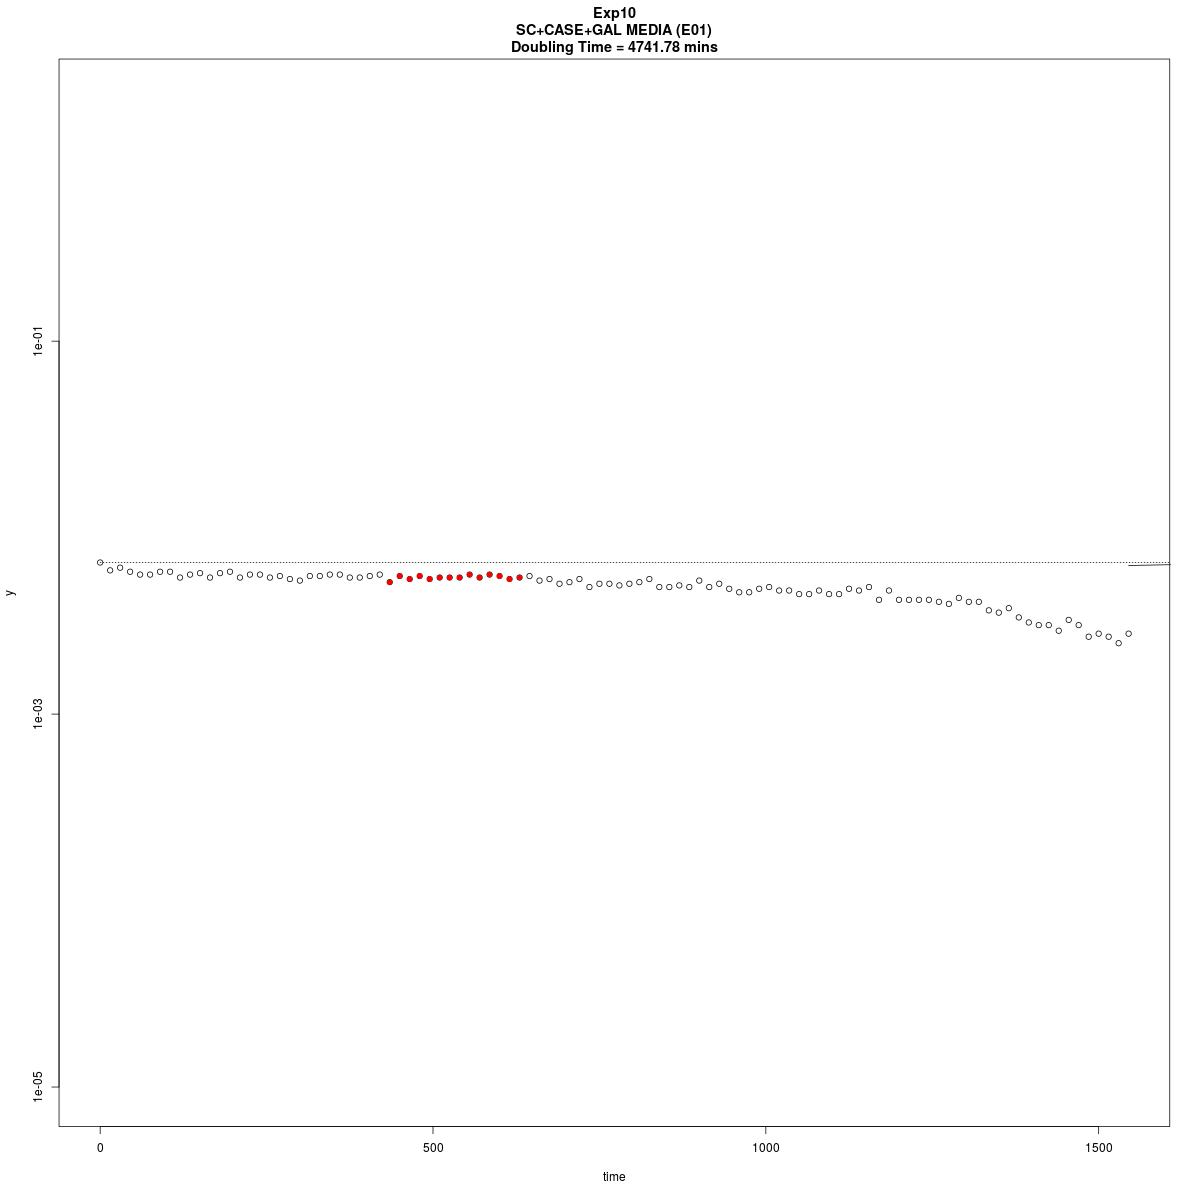 Exp10
SC+CASE+GAL MEDIA (E01)
Doubling Time = 4741.78 mins
1e-01
1e-03
1e-05
y
0 500 1000 1500
time